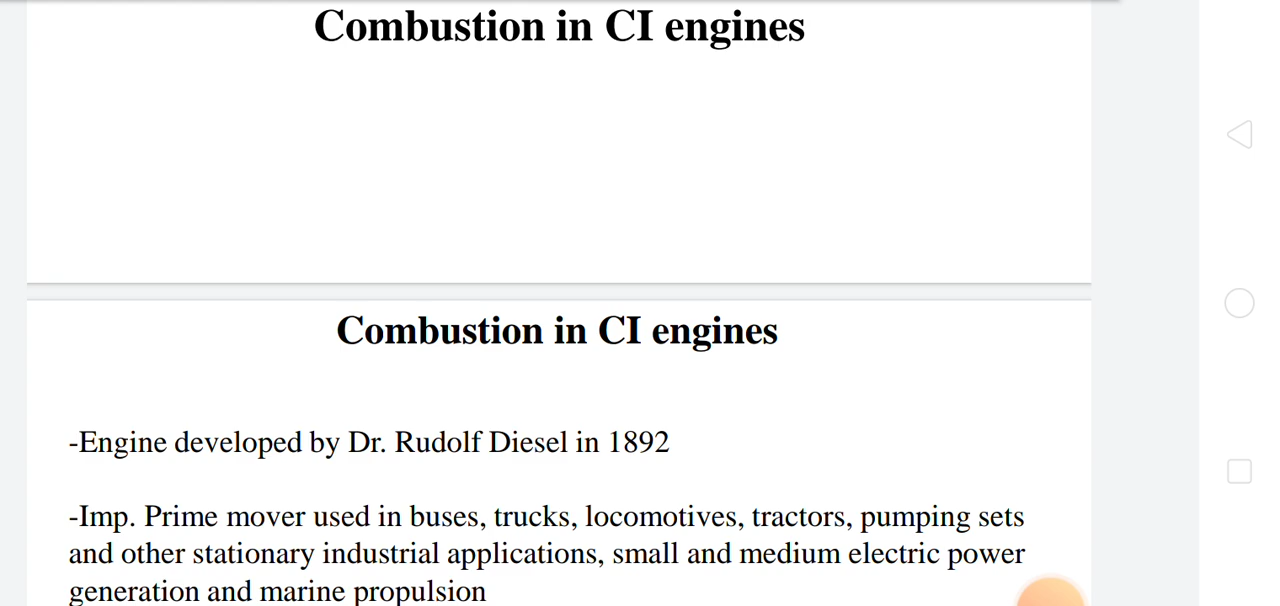 Combustion in CI engines
Combustion in CI engines
-Engine developed by Dr. Rudolf Diesel in 1892
-Imp. Prime mover used in buses, trucks, locomotives, tractors, pumping sets
and other stationary industrial applications, small and medium electric power
generation and marine propulsion